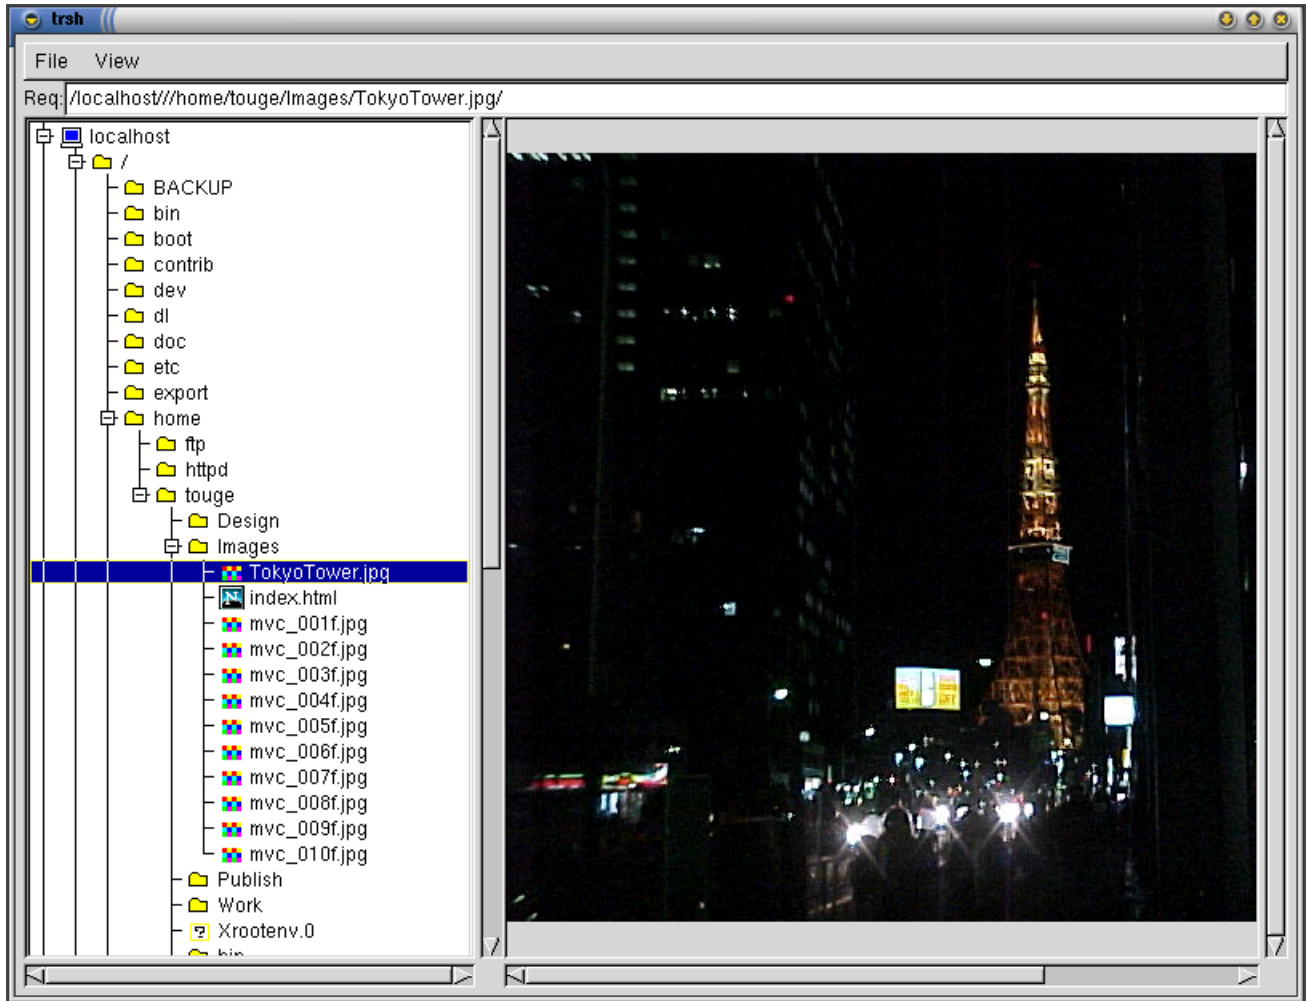 trsh
File View
Req: /localhost///home/touge/Images/TokyoTower.jpg/
localhost
/
BACKUP
bin
boot
contrib
dev
dl
doc
etc
export
home
ftp
httpd
touge
Design
Images
TokyoTower.jpg
index.html
mvc_001f.jpg
mvc_002f.jpg
mvc_003f.jpg
mvc_004f.jpg
mvc_005f.jpg
mvc_006f.jpg
mvc_007f.jpg
mvc_008f.jpg
mvc_009f.jpg
mvc_010f.jpg
Publish
Work
Xrootenv.0
bin